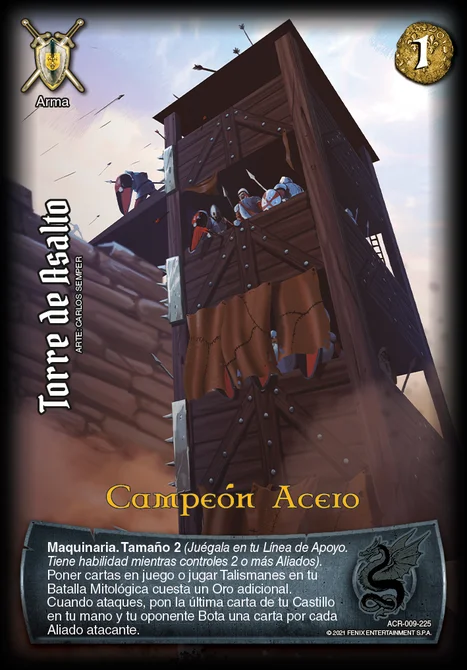 1
Arma
Torre de Asalto
ARTE: CARLOS SEMPER
Campeón Acero
Maquinaria. Tamaño 2 (Juégala en tu Línea de Apoyo.
Tiene habilidad mientras controles 2 o más Aliados).
Poner cartas en juego o jugar Talismanes en tu
Batalla Mitológica cuesta un Oro adicional.
Cuando ataques, pon la última carta de tu Castillo
en tu mano y tu oponente Bota una carta por cada
Aliado atacante.
ACR-009-225
© 2021 FENIX ENTERTAINMENT S.P.A.